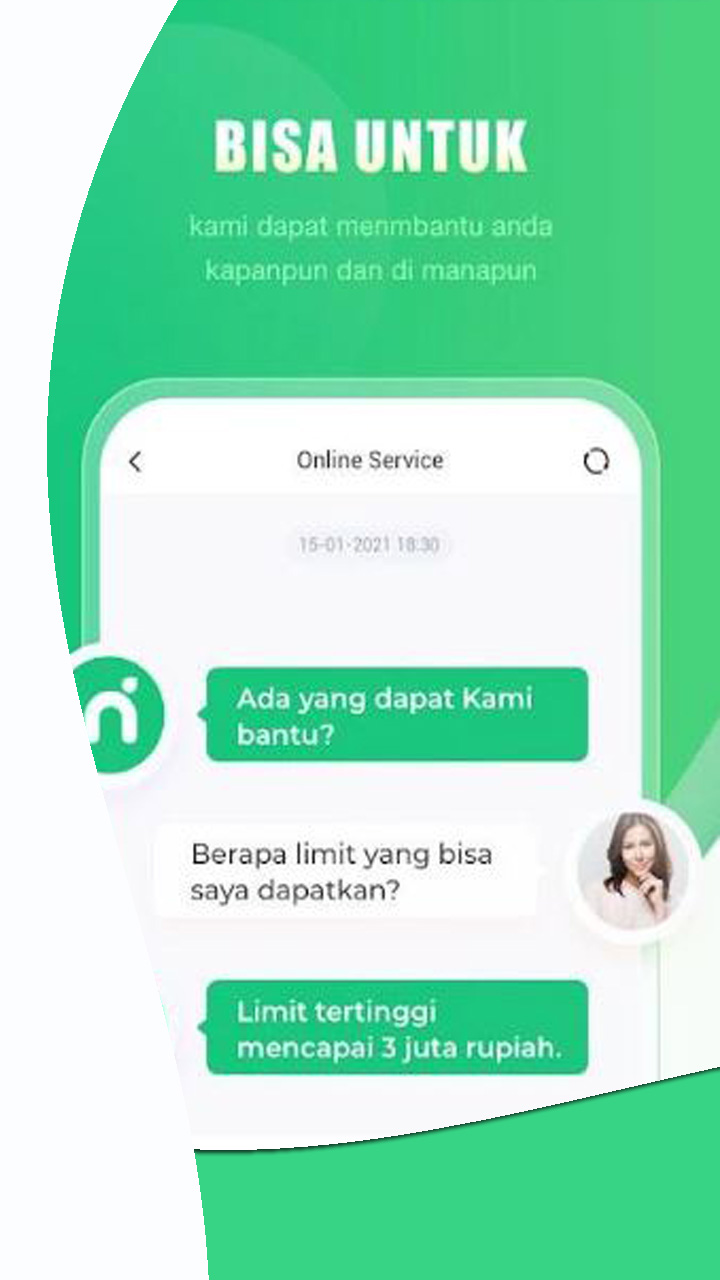 BISA UNTUK
kami dapat menmbantu anda
kapanpun dan di manapun
Online Service
15-01-2021 18:30
Ada yang dapat Kami
bantu?
Berapa limit yang bisa
saya dapatkan?
Limit tertinggi
mencapai 3 juta rupiah.